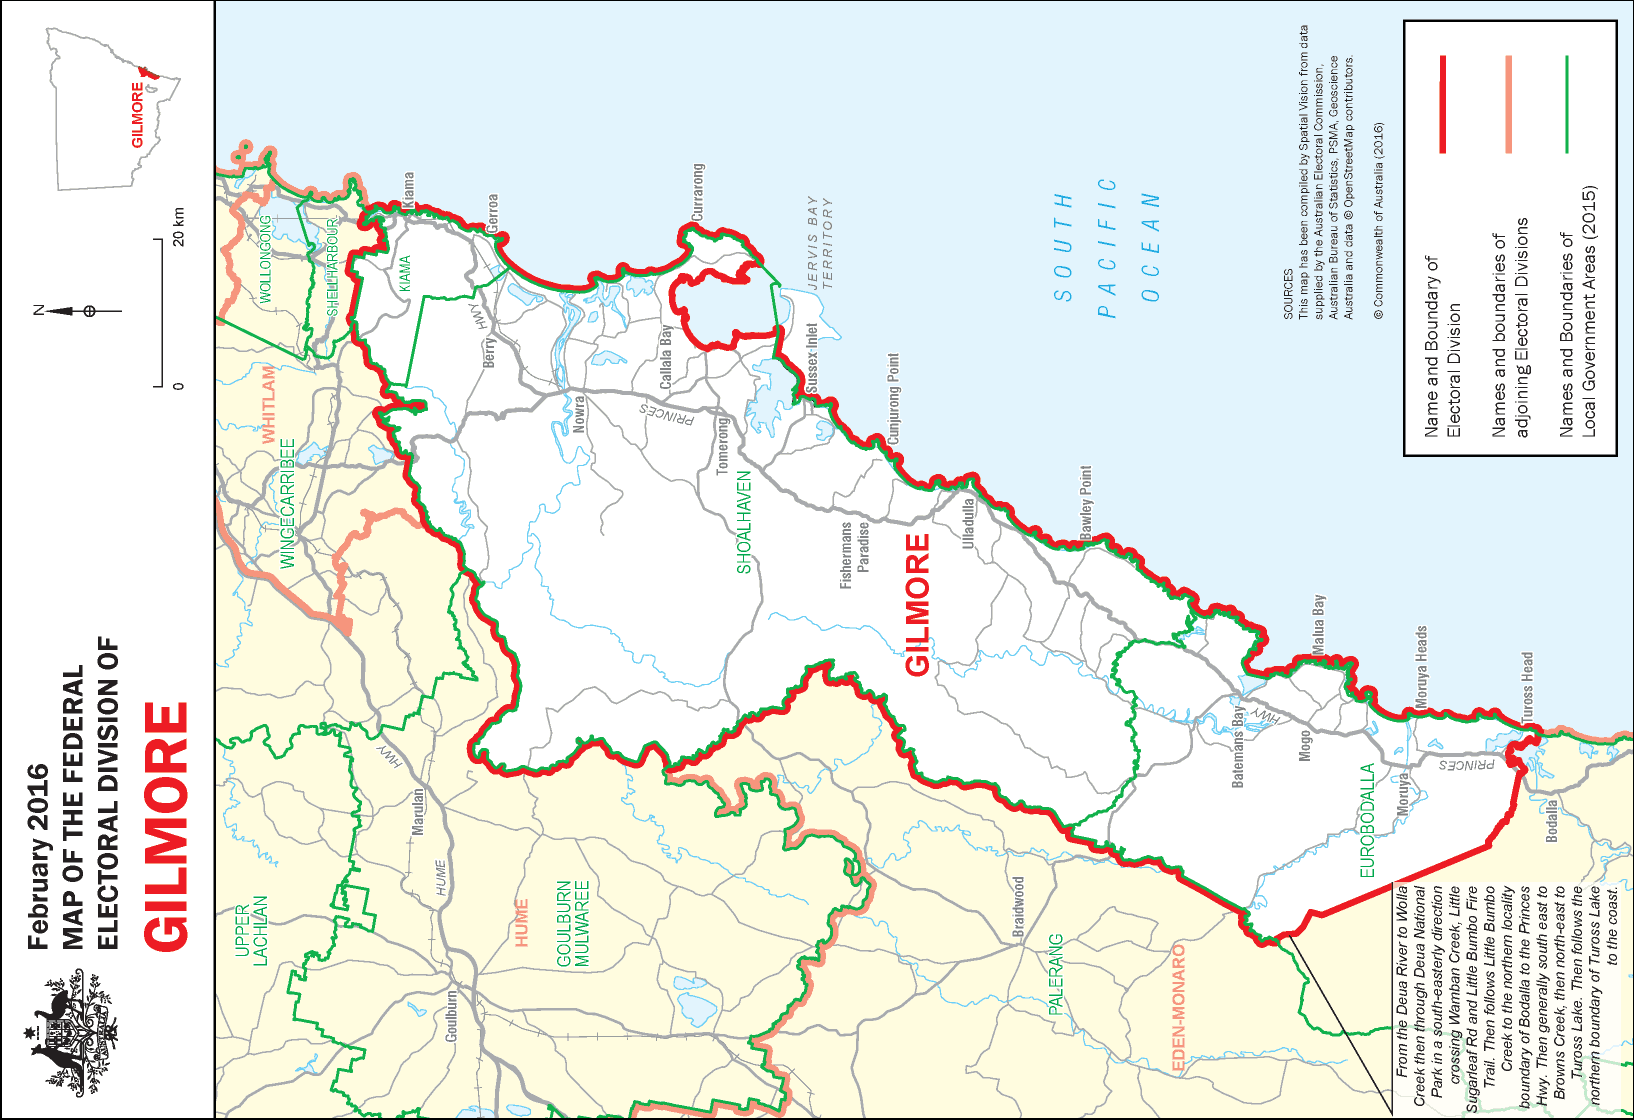 February 2016
MAP OF THE FEDERAL
ELECTORAL DIVISION OF
GILMORE
N
0
20 km
GILMORE
WOLLONGONG
SHELLHARBOUR
KIAMA
Kiama
Gerroa
WHITLAM
WINGECARRIBEE
HWY
Berry
Nowra
Callala Bay
Currarong
PRINCES
Tomerong
JERVIS BAY
TERRITORY
Sussex Inlet
Cunjurong Point
SHOALHAVEN
Fishermans
Paradise
Ulladulla
Bawley Point
GILMORE
SOUTH
PACIFIC
OCEAN
UPPER
LACHLAN
HWY
Marulan
HUME
Goulburn
HUME
GOULBURN
MULWAREE
Braidwood
PALERANG
EDEN-MONARO
Batemans Bay
HWY
Mogo
Malua Bay
EUROBODALLA
Moruya
Moruya Heads
PRINCES
Tuross Head
Bodalla
From the Deua River to Wolla
Creek then through Deua National
Park in a south-easterly direction
crossing Wamban Creek, Little
Sugarleaf Rd and Little Bumbo Fire
Trail. Then follows Little Bumbo
Creek to the northern locality
boundary of Bodalla to the Princes
Hwy. Then generally south east to
Browns Creek, then north-east to
Tuross Lake. Then follows the
northern boundary of Tuross Lake
to the coast.
SOURCES
This map has been compiled by Spatial Vision from data
supplied by the Australian Electoral Commission,
Australian Bureau of Statistics, PSMA, Geoscience
Australia and data © OpenStreetMap contributors.
© Commonwealth of Australia (2016)
Name and Boundary of
Electoral Division
Names and boundaries of
adjoining Electoral Divisions
Names and Boundaries of
Local Government Areas (2015)